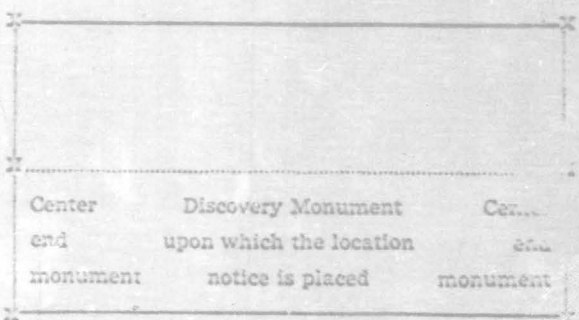 Center Discovery Monument
end upon which the location
monument notice is placed monument